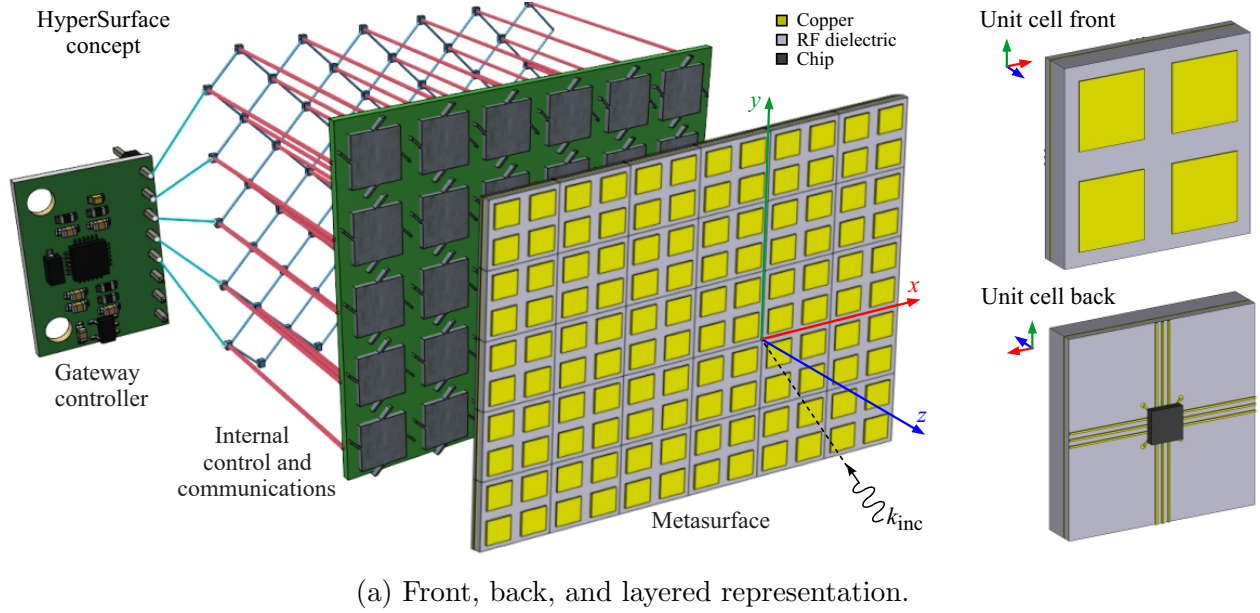 HyperSurface
concept
Copper
RF dielectric
Chip
Unit cell front
y
x
z
k_inc
Unit cell back
Gateway
controller
Internal
control and
communications
Metasurface
(a) Front, back, and layered representation.